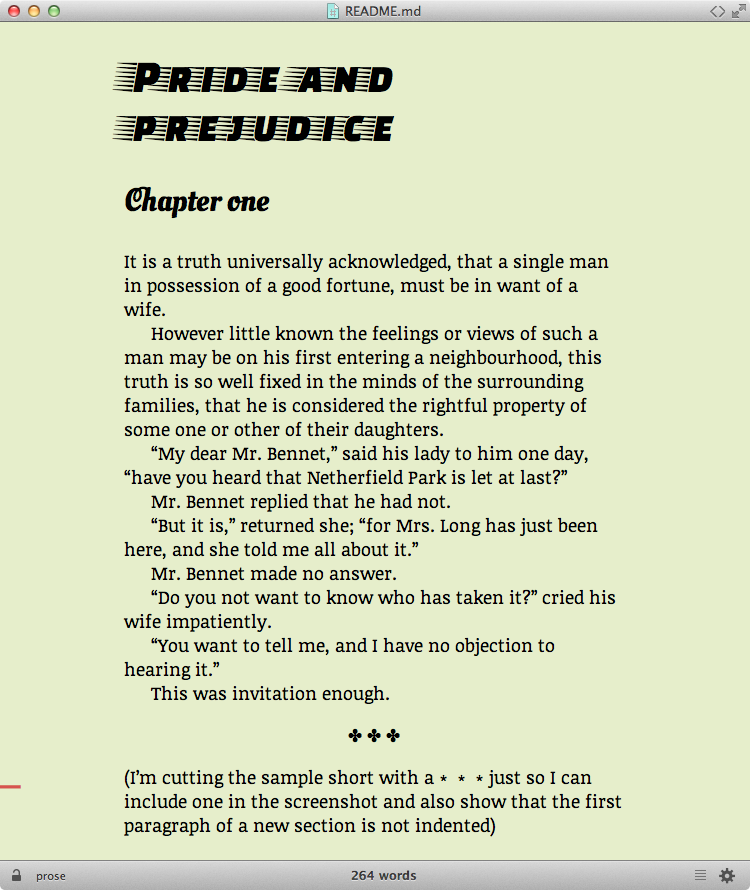 README.md
Pride and
prejudice
Chapter one
It is a truth universally acknowledged, that a single man
in possession of a good fortune, must be in want of a
wife.
However little known the feelings or views of such a
man may be on his first entering a neighbourhood, this
truth is so well fixed in the minds of the surrounding
families, that he is considered the rightful property of
some one or other of their daughters.
“My dear Mr. Bennet,” said his lady to him one day,
“have you heard that Netherfield Park is let at last?”
Mr. Bennet replied that he had not.
“But it is,” returned she; “for Mrs. Long has just been
here, and she told me all about it.”
Mr. Bennet made no answer.
“Do you not want to know who has taken it?” cried his
wife impatiently.
“You want to tell me, and I have no objection to
hearing it.”
This was invitation enough.
✤ ✤ ✤
(I’m cutting the sample short with a * * * just so I can
include one in the screenshot and also show that the first
paragraph of a new section is not indented)
prose
264 words